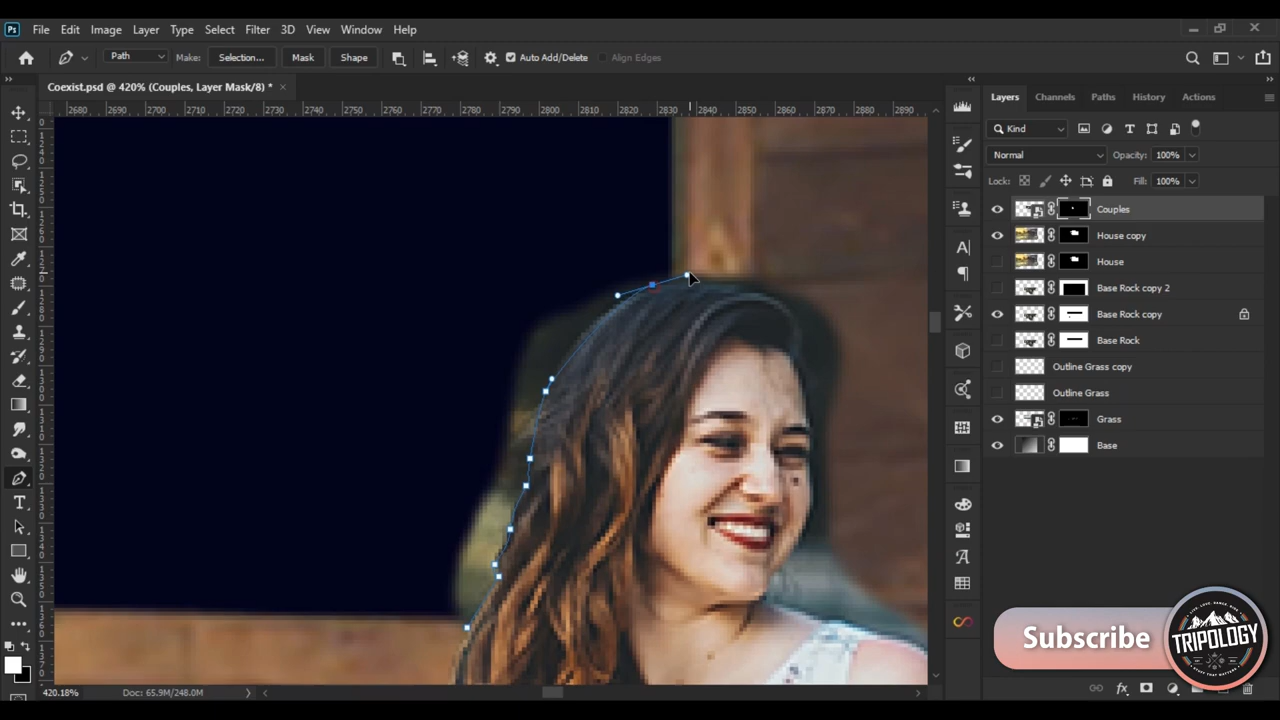 Ps File Edit Image Layer Type Select Filter 3D View Window Help
Path Make: Selection... Mask Shape Auto Add/Delete Align Edges
Coexist.psd @ 420% (Couples, Layer Mask/8) *
2680 2690 2700 2710 2720 2730 2740 2750 2760 2770 2780 2790 2800 2810 2820 2830 2840 2850 2860 2870 2880 2890
Layers Channels Paths History Actions
Kind
Normal Opacity: 100%
Lock: Fill: 100%
Couples
House copy
House
Base Rock copy 2
Base Rock copy
Base Rock
Outline Grass copy
Outline Grass
Grass
Base
Subscribe
TRIPOLOGY
420.18% Doc: 65.9M/248.0M